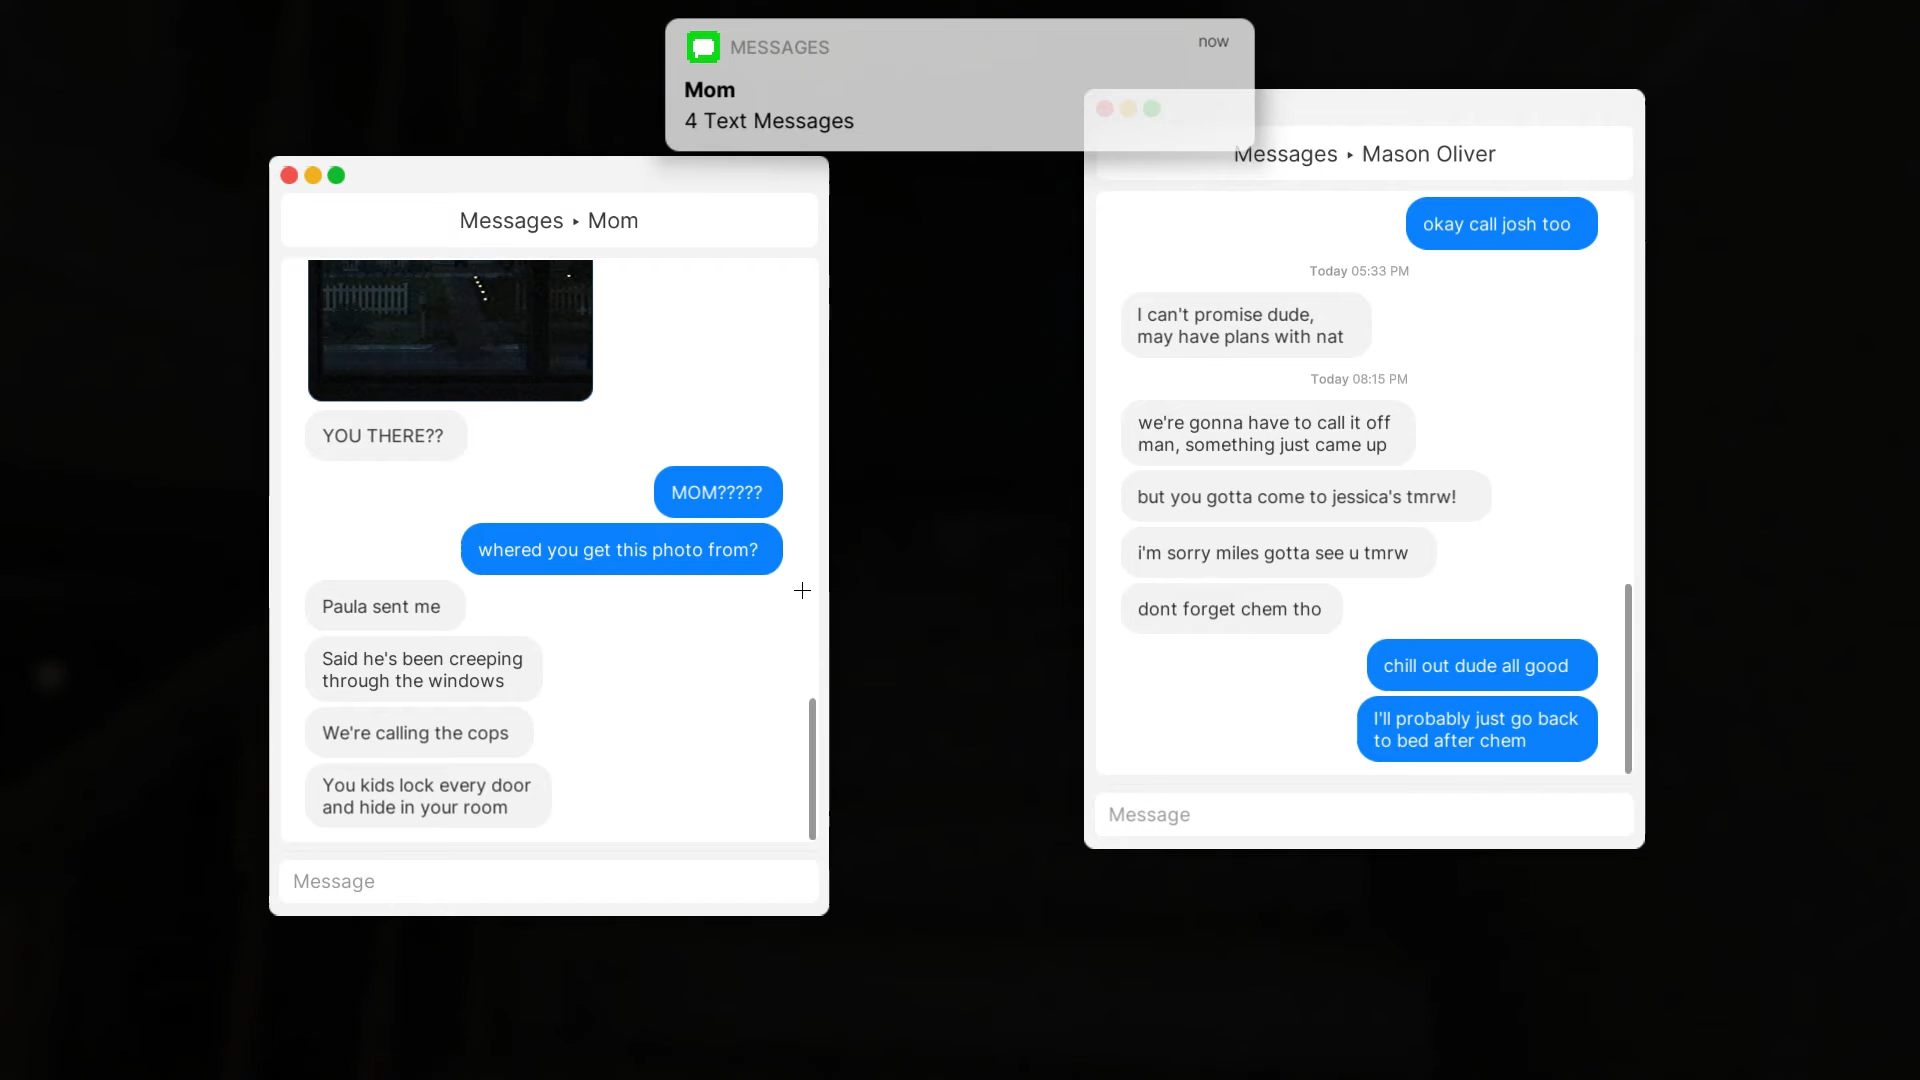 MESSAGES
now
Mom
4 Text Messages
Messages ▸ Mom
YOU THERE??
MOM?????
whered you get this photo from?
Paula sent me
Said he's been creeping
through the windows
We're calling the cops
You kids lock every door
and hide in your room
Message
Messages ▸ Mason Oliver
okay call josh too
Today 05:33 PM
I can't promise dude,
may have plans with nat
Today 08:15 PM
we're gonna have to call it off
man, something just came up
but you gotta come to jessica's tmrw!
i'm sorry miles gotta see u tmrw
dont forget chem tho
chill out dude all good
I'll probably just go back
to bed after chem
Message